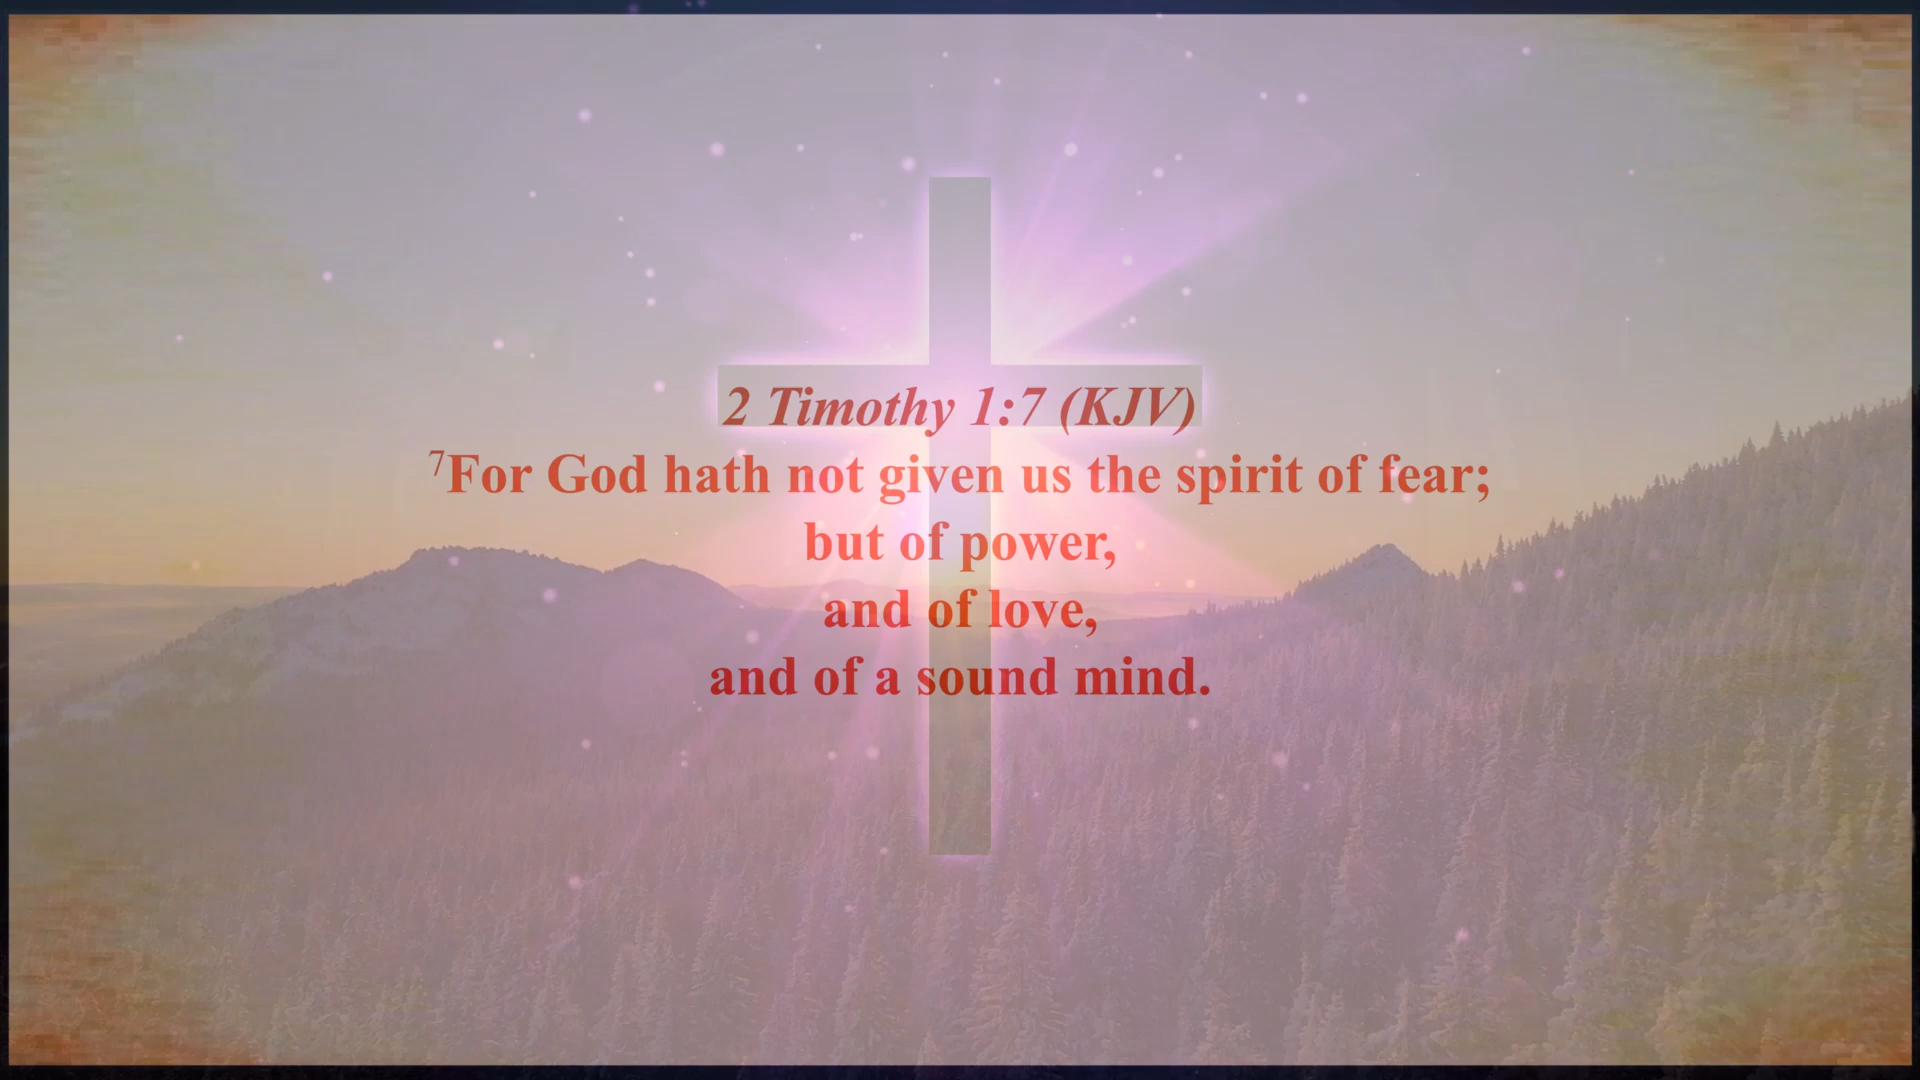 2 Timothy 1:7 (KJV)
7For God hath not given us the spirit of fear;
but of power,
and of love,
and of a sound mind.